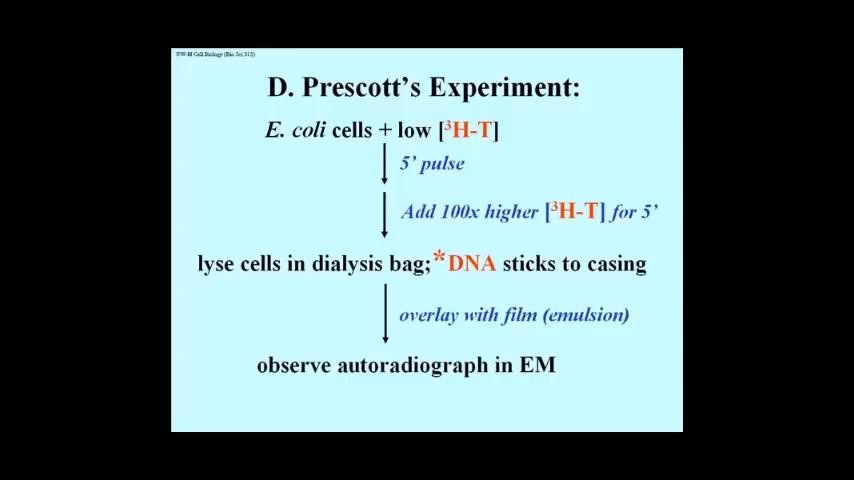 UW-M Cell Biology (Bio. Sci. 315)
D. Prescott's Experiment:
E. coli cells + low [³H-T]
5' pulse
Add 100x higher [³H-T] for 5'
lyse cells in dialysis bag; *DNA sticks to casing
overlay with film (emulsion)
observe autoradiograph in EM